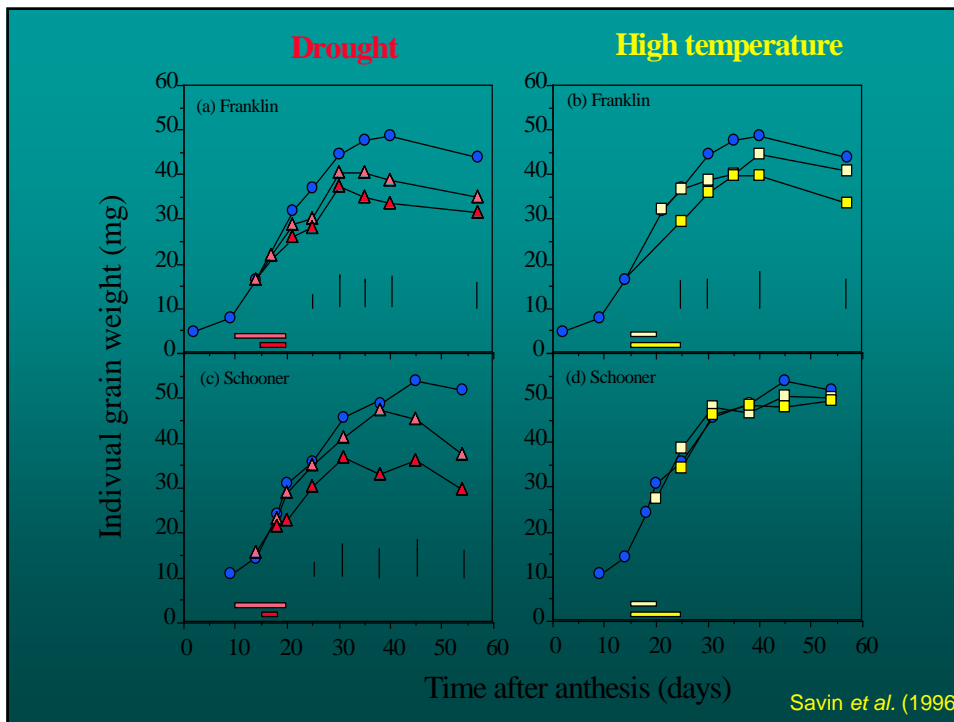 Drought
High temperature
Indivual grain weight (mg)
60
50
40
30
20
10
0
(a) Franklin
60
50
40
30
20
10
0
(b) Franklin
50
40
30
20
10
0
(c) Schooner
0 10 20 30 40 50 60
50
40
30
20
10
0
(d) Schooner
0 10 20 30 40 50 60
Time after anthesis (days)
Savin et al. (1996